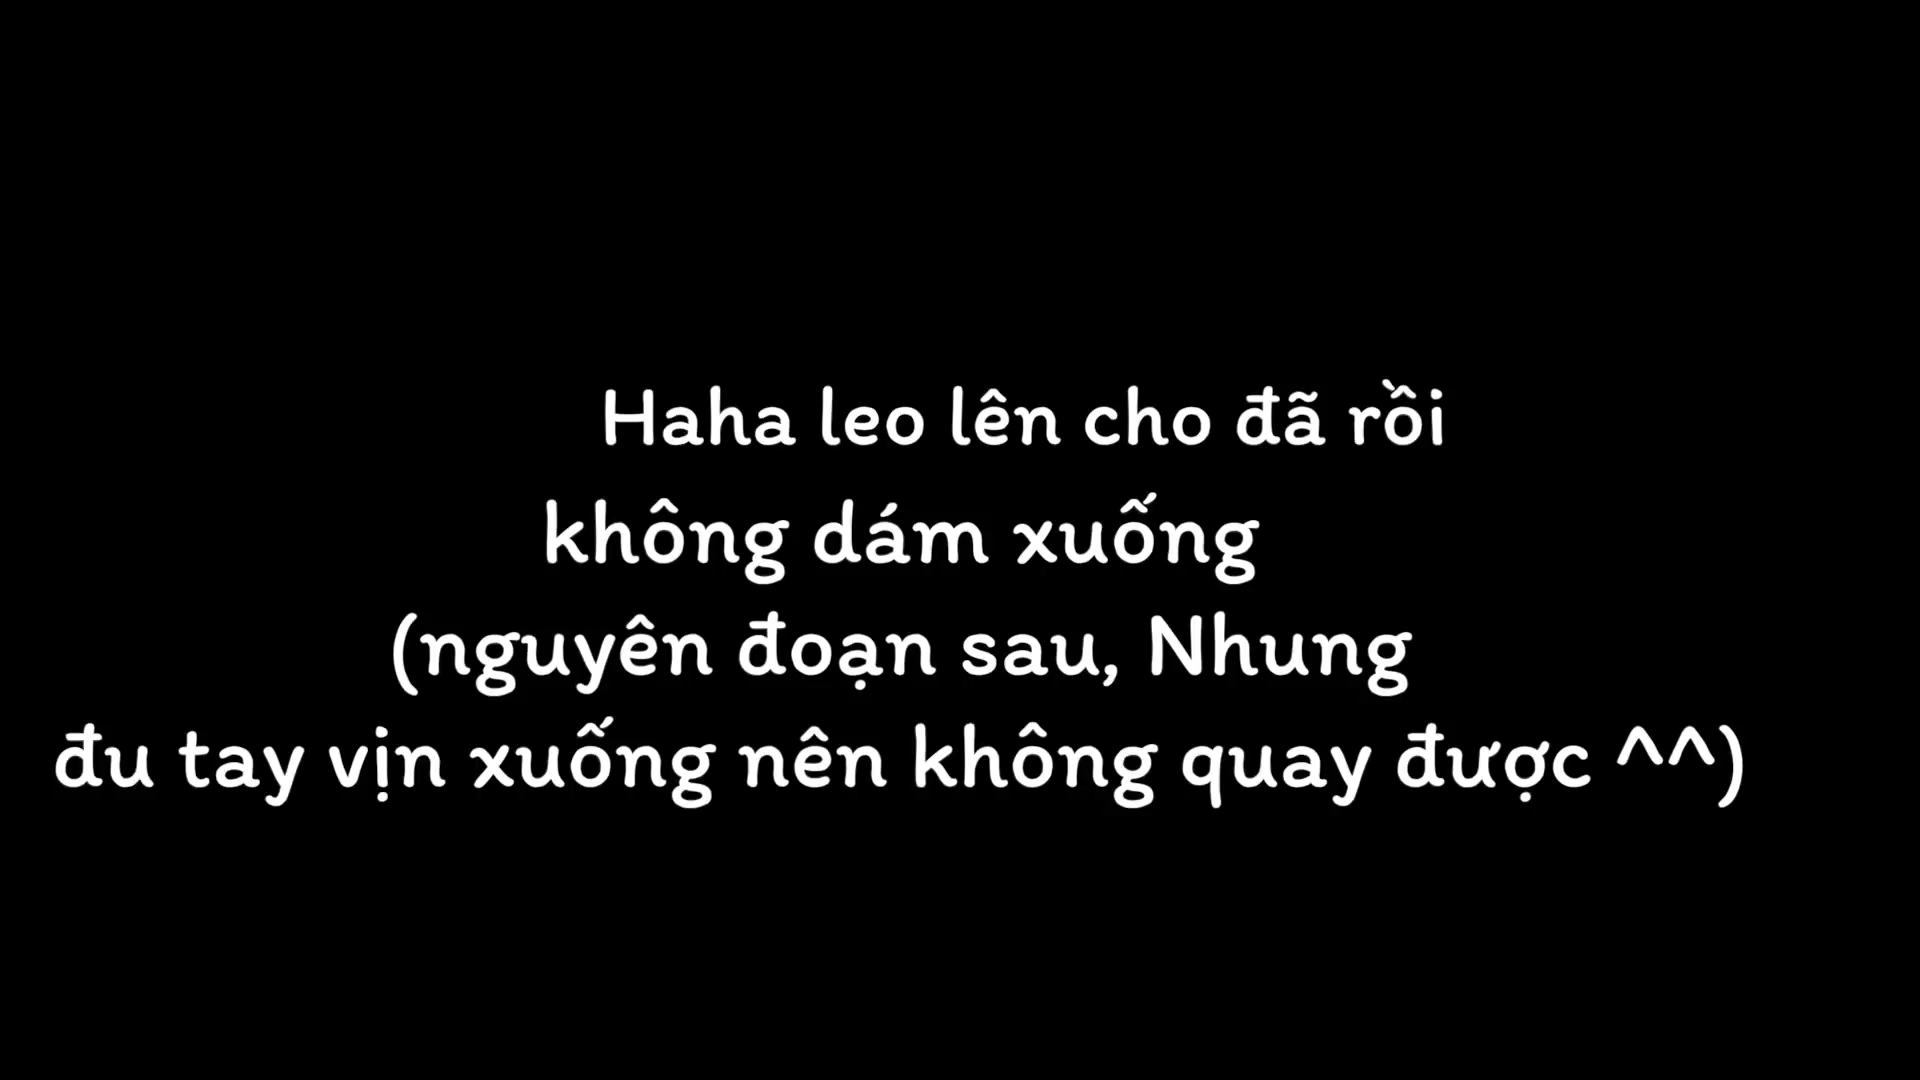 Haha leo lên cho đã rồi
không dám xuống
(nguyên đoạn sau, Nhung
đu tay vịn xuống nên không quay được ^^)